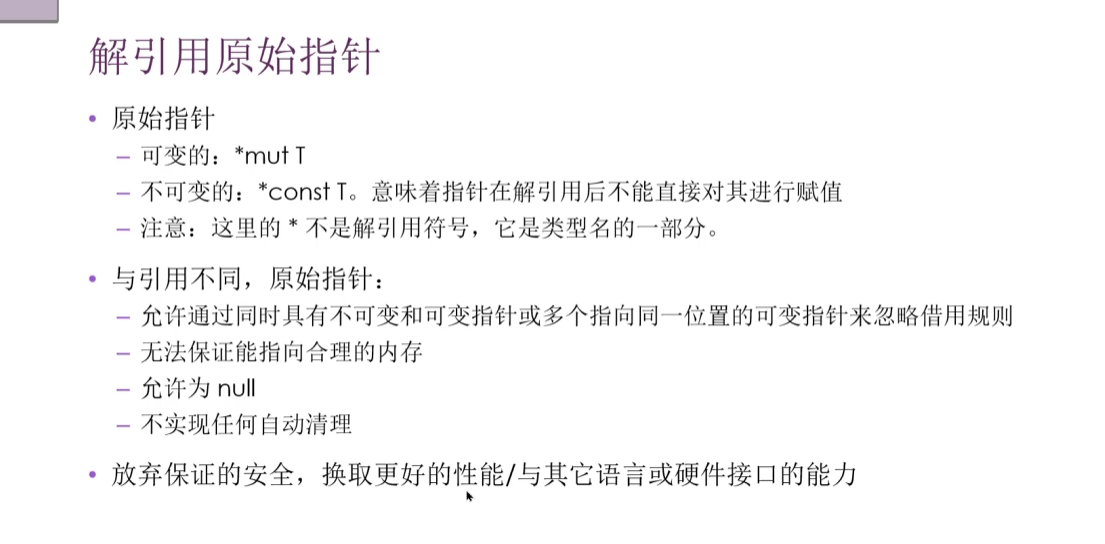 解引用原始指针
• 原始指针
– 可变的：*mut T
– 不可变的：*const T。意味着指针在解引用后不能直接对其进行赋值
– 注意：这里的 * 不是解引用符号，它是类型名的一部分。
• 与引用不同，原始指针：
– 允许通过同时具有不可变和可变指针或多个指向同一位置的可变指针来忽略借用规则
– 无法保证能指向合理的内存
– 允许为 null
– 不实现任何自动清理
• 放弃保证的安全，换取更好的性能/与其它语言或硬件接口的能力